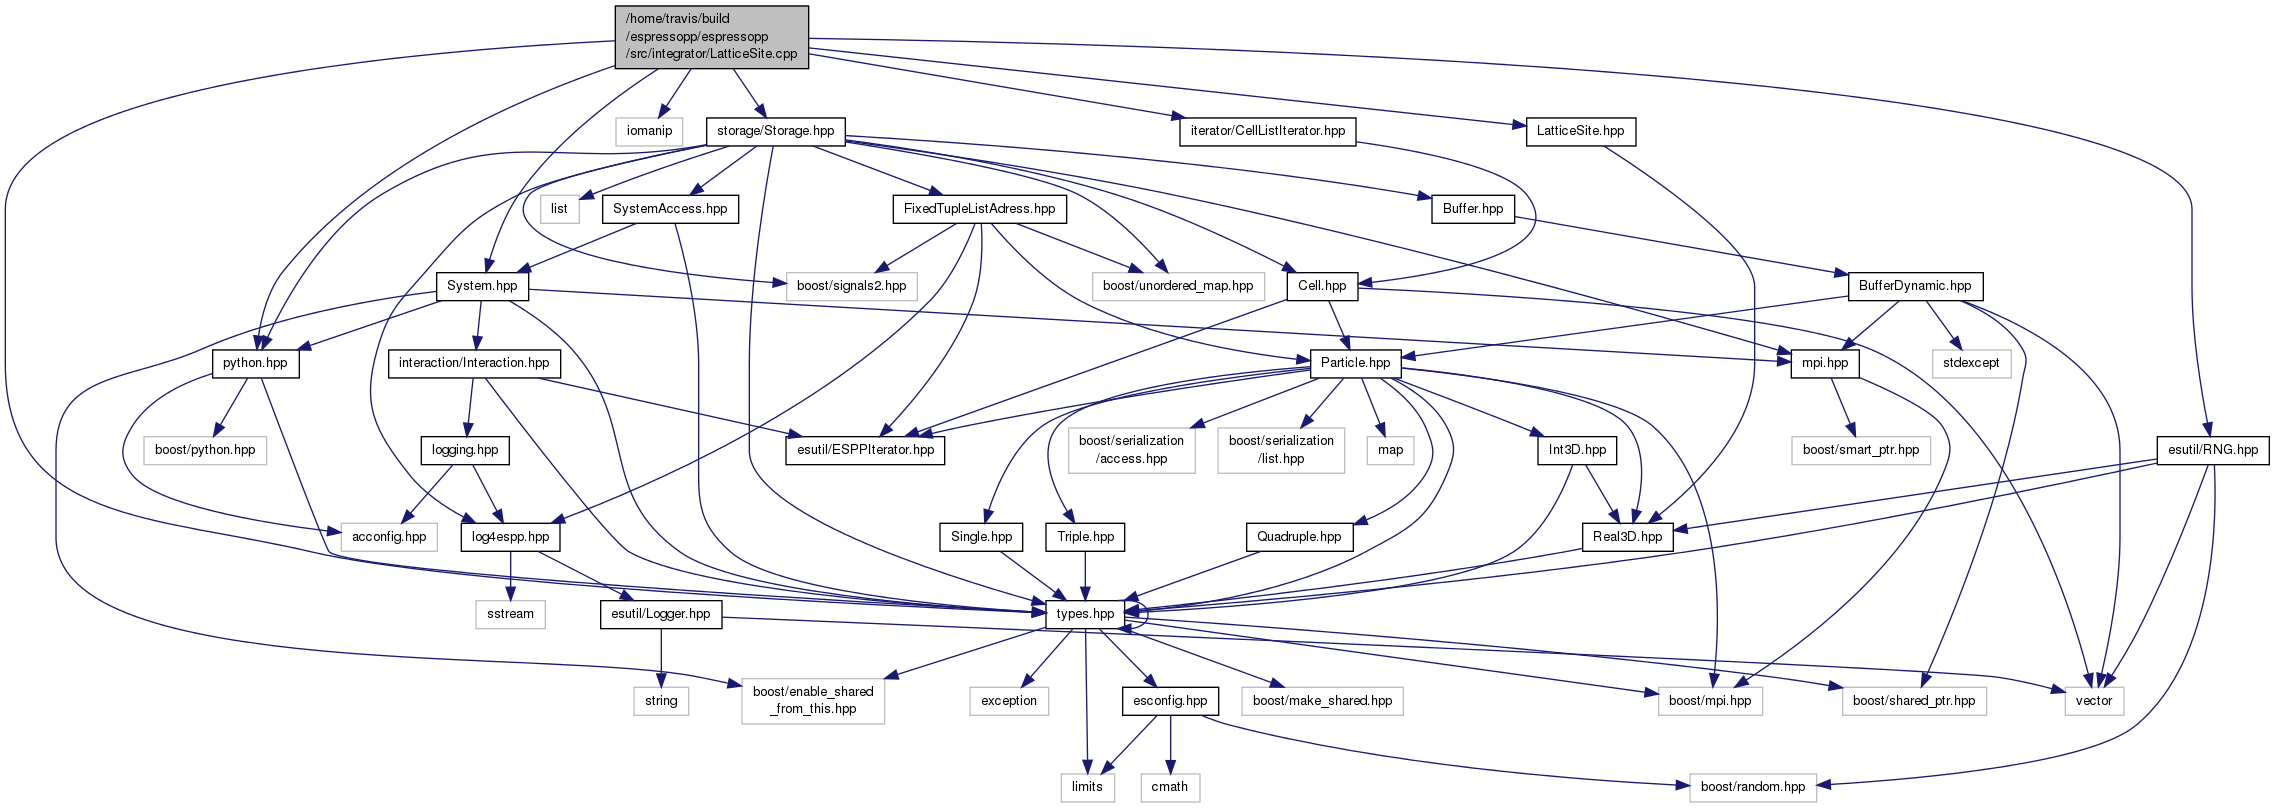 /home/travis/build
/espressopp/espressopp
/src/integrator/LatticeSite.cpp
iomanip
storage/Storage.hpp
iterator/CellListIterator.hpp
LatticeSite.hpp
list
SystemAccess.hpp
FixedTupleListAdress.hpp
Buffer.hpp
System.hpp
boost/signals2.hpp
boost/unordered_map.hpp
Cell.hpp
BufferDynamic.hpp
python.hpp
interaction/Interaction.hpp
Particle.hpp
mpi.hpp
stdexcept
boost/python.hpp
logging.hpp
esutil/ESPPIterator.hpp
boost/serialization
/access.hpp
boost/serialization
/list.hpp
map
Int3D.hpp
boost/smart_ptr.hpp
esutil/RNG.hpp
acconfig.hpp
log4espp.hpp
Single.hpp
Triple.hpp
Quadruple.hpp
Real3D.hpp
sstream
esutil/Logger.hpp
types.hpp
string
boost/enable_shared
_from_this.hpp
exception
esconfig.hpp
boost/make_shared.hpp
boost/mpi.hpp
boost/shared_ptr.hpp
vector
limits
cmath
boost/random.hpp